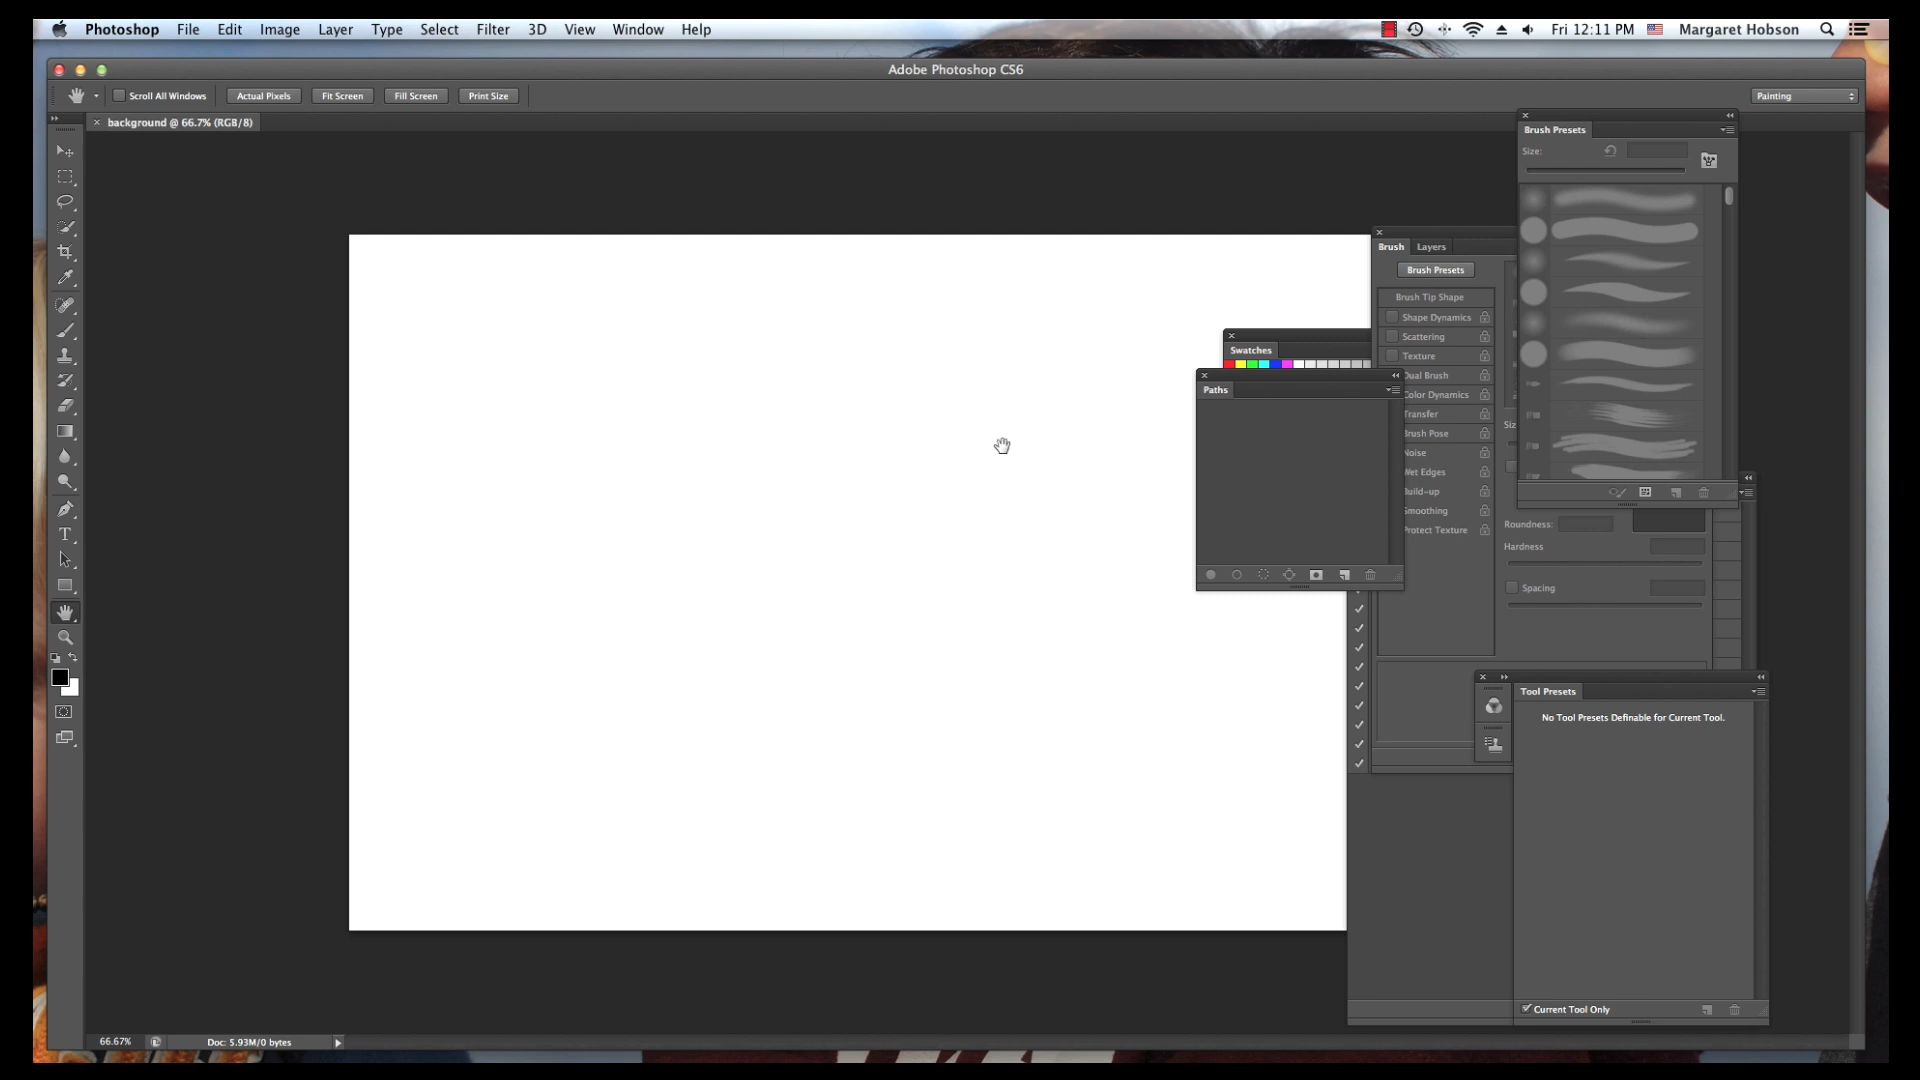 Photoshop File Edit Image Layer Type Select Filter 3D View Window Help Fri 12:11 PM Margaret Hobson
Adobe Photoshop CS6
Scroll All Windows Actual Pixels Fit Screen Fill Screen Print Size Painting
× background @ 66.7% (RGB/8)
Brush Presets
Size:
Brush Layers
Brush Presets
Brush Tip Shape
Shape Dynamics
Scattering
Texture
Dual Brush
Color Dynamics
Transfer
Brush Pose
Noise
Wet Edges
Build-up
Smoothing
Protect Texture
Siz
Roundness:
Hardness
Spacing
Swatches
Paths
Tool Presets
No Tool Presets Definable for Current Tool.
Current Tool Only
66.67% Doc: 5.93M/0 bytes